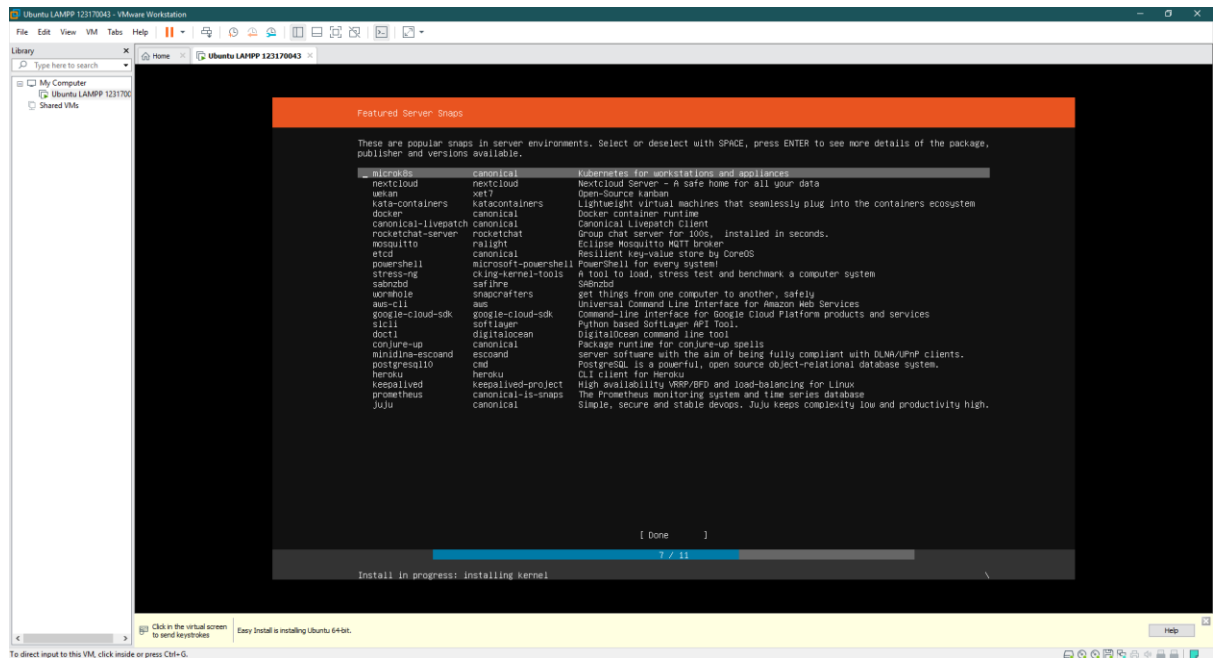 Ubuntu LAMPP 123170043 - VMware Workstation
File Edit View VM Tabs Help
Library
Type here to search
My Computer
Ubuntu LAMPP 1231700
Shared VMs
Home
Ubuntu LAMPP 123170043
Featured Server Snaps
These are popular snaps in server environments. Select or deselect with SPACE, press ENTER to see more details of the package,
publisher and versions available.
microk8s canonical Kubernetes for workstations and appliances
nextcloud nextcloud Nextcloud Server - A safe home for all your data
wekan xet7 Open-Source kanban
kata-containers katacontainers Lightweight virtual machines that seamlessly plug into the containers ecosystem
docker canonical Docker container runtime
canonical-livepatch canonical Canonical Livepatch Client
rocketchat-server rocketchat Group chat server for 100s, installed in seconds.
mosquitto ralight Eclipse Mosquitto MQTT broker
etcd canonical Resilient key-value store by CoreOS
powershell microsoft-powershell PowerShell for every system!
stress-ng cking-kernel-tools A tool to load, stress test and benchmark a computer system
sabnzbd safihre SABnzbd
wormhole snapcrafters get things from one computer to another, safely
aws-cli aws Universal Command Line Interface for Amazon Web Services
google-cloud-sdk google-cloud-sdk Command-line interface for Google Cloud Platform products and services
slcli softlayer Python based SoftLayer API Tool.
doctl digitalocean DigitalOcean command line tool
conjure-up canonical Package runtime for conjure-up spells
minidlna-escoand escoand server software with the aim of being fully compliant with DLNA/UPnP clients.
postgresql10 cmd PostgreSQL is a powerful, open source object-relational database system.
heroku heroku CLI client for Heroku
keepalived keepalived-project High availability VRRP/BFD and load-balancing for Linux
prometheus canonical-is-snaps The Prometheus monitoring system and time series database
juju canonical Simple, secure and stable devops. Juju keeps complexity low and productivity high.
[ Done ]
7 / 11
Install in progress: installing kernel \
Click in the virtual screen
to send keystrokes
Easy Install is installing Ubuntu 64-bit.
Help
To direct input to this VM, click inside or press Ctrl+G.